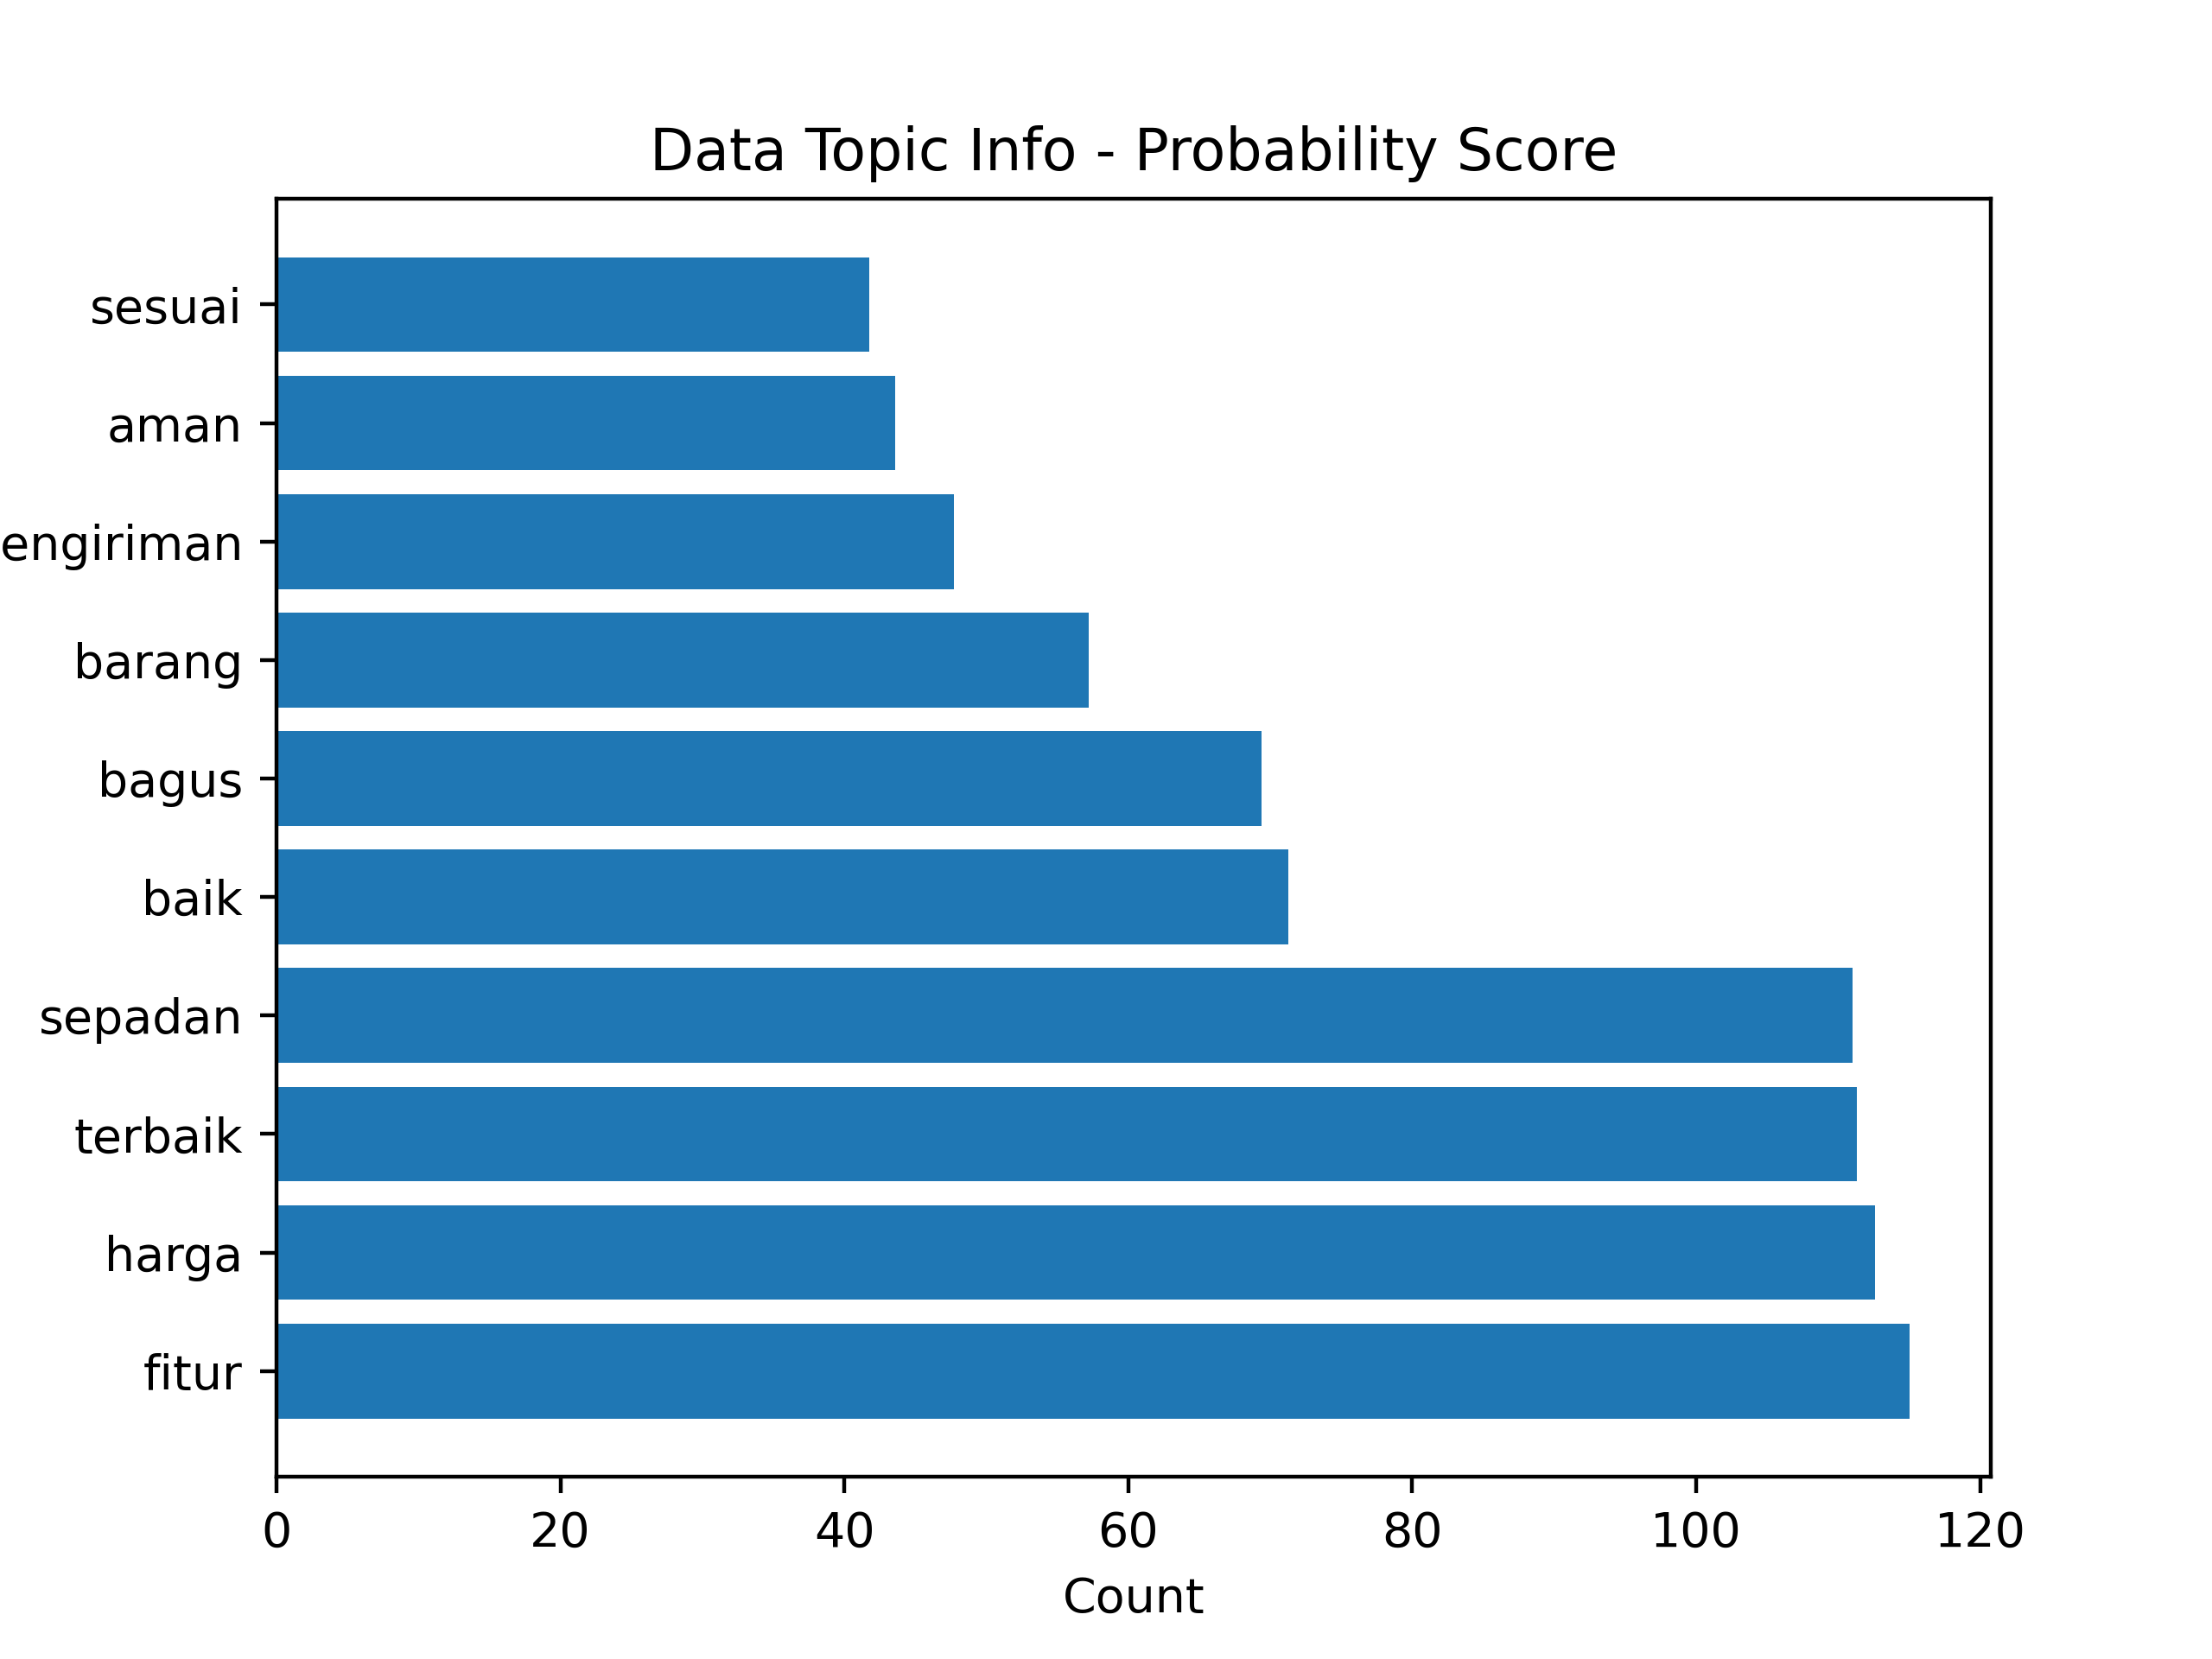 Data Topic Info - Probability Score
sesuai
aman
engiriman
barang
bagus
baik
sepadan
terbaik
harga
fitur
0 20 40 60 80 100 120
Count